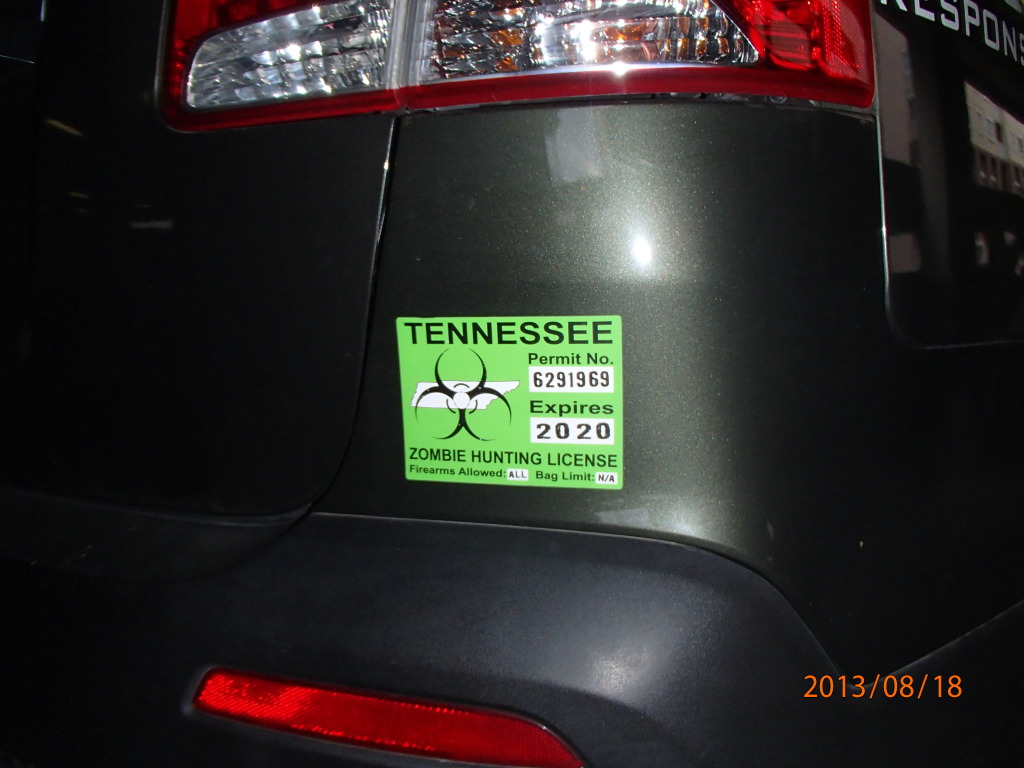 TENNESSEE
Permit No.
6291969
Expires
2020
ZOMBIE HUNTING LICENSE
Firearms Allowed: ALL Bag Limit: N/A
2013/08/18